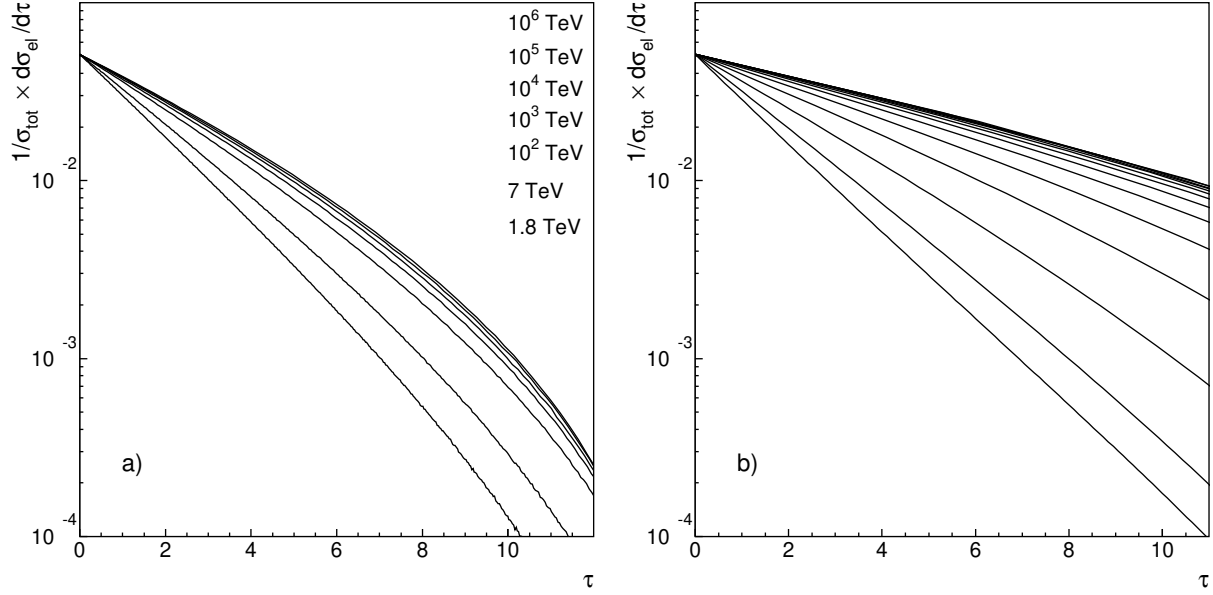 1/σ_tot × dσ_el/dτ
10^-2
10^-3
10^-4
0
2
4
6
8
10
τ
10^6 TeV
10^5 TeV
10^4 TeV
10^3 TeV
10^2 TeV
7 TeV
1.8 TeV
a)
1/σ_tot × dσ_el/dτ
10^-2
10^-3
10^-4
0
2
4
6
8
10
τ
b)